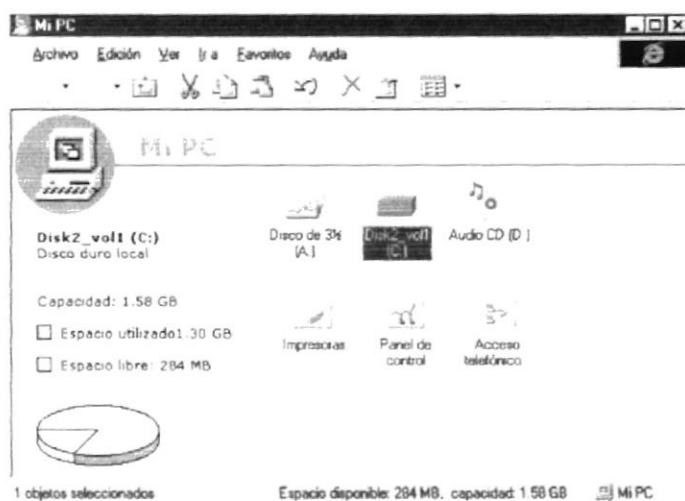 Mi PC
Archivo Edición Ver Ir a Favoritos Ayuda
Mi PC
Disk2_vol1 (C:)
Disco duro local
Capacidad: 1.58 GB
Espacio utilizado1.30 GB
Espacio libre: 284 MB
Disco de 3½ (A:)
Disk2_vol1 (C:)
Audio CD (D:)
Impresoras
Panel de control
Acceso telefónico
1 objetos seleccionados Espacio disponible: 284 MB, capacidad: 1.58 GB Mi PC